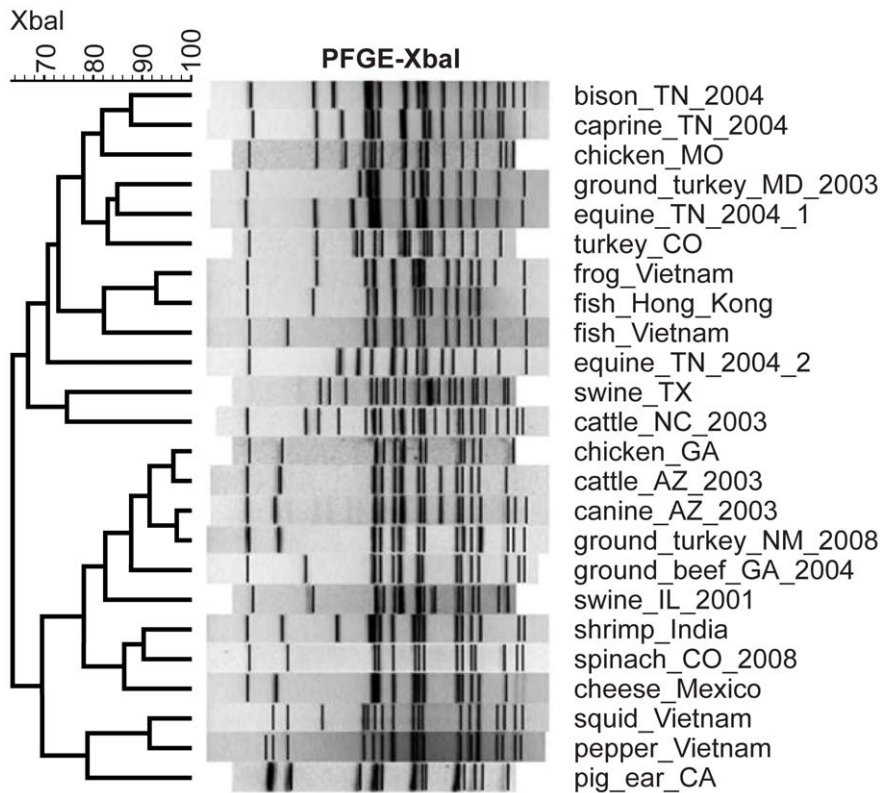 XbaI
70 80 90 100
PFGE-XbaI
bison_TN_2004
caprine_TN_2004
chicken_MO
ground_turkey_MD_2003
equine_TN_2004_1
turkey_CO
frog_Vietnam
fish_Hong_Kong
fish_Vietnam
equine_TN_2004_2
swine_TX
cattle_NC_2003
chicken_GA
cattle_AZ_2003
canine_AZ_2003
ground_turkey_NM_2008
ground_beef_GA_2004
swine_IL_2001
shrimp_India
spinach_CO_2008
cheese_Mexico
squid_Vietnam
pepper_Vietnam
pig_ear_CA